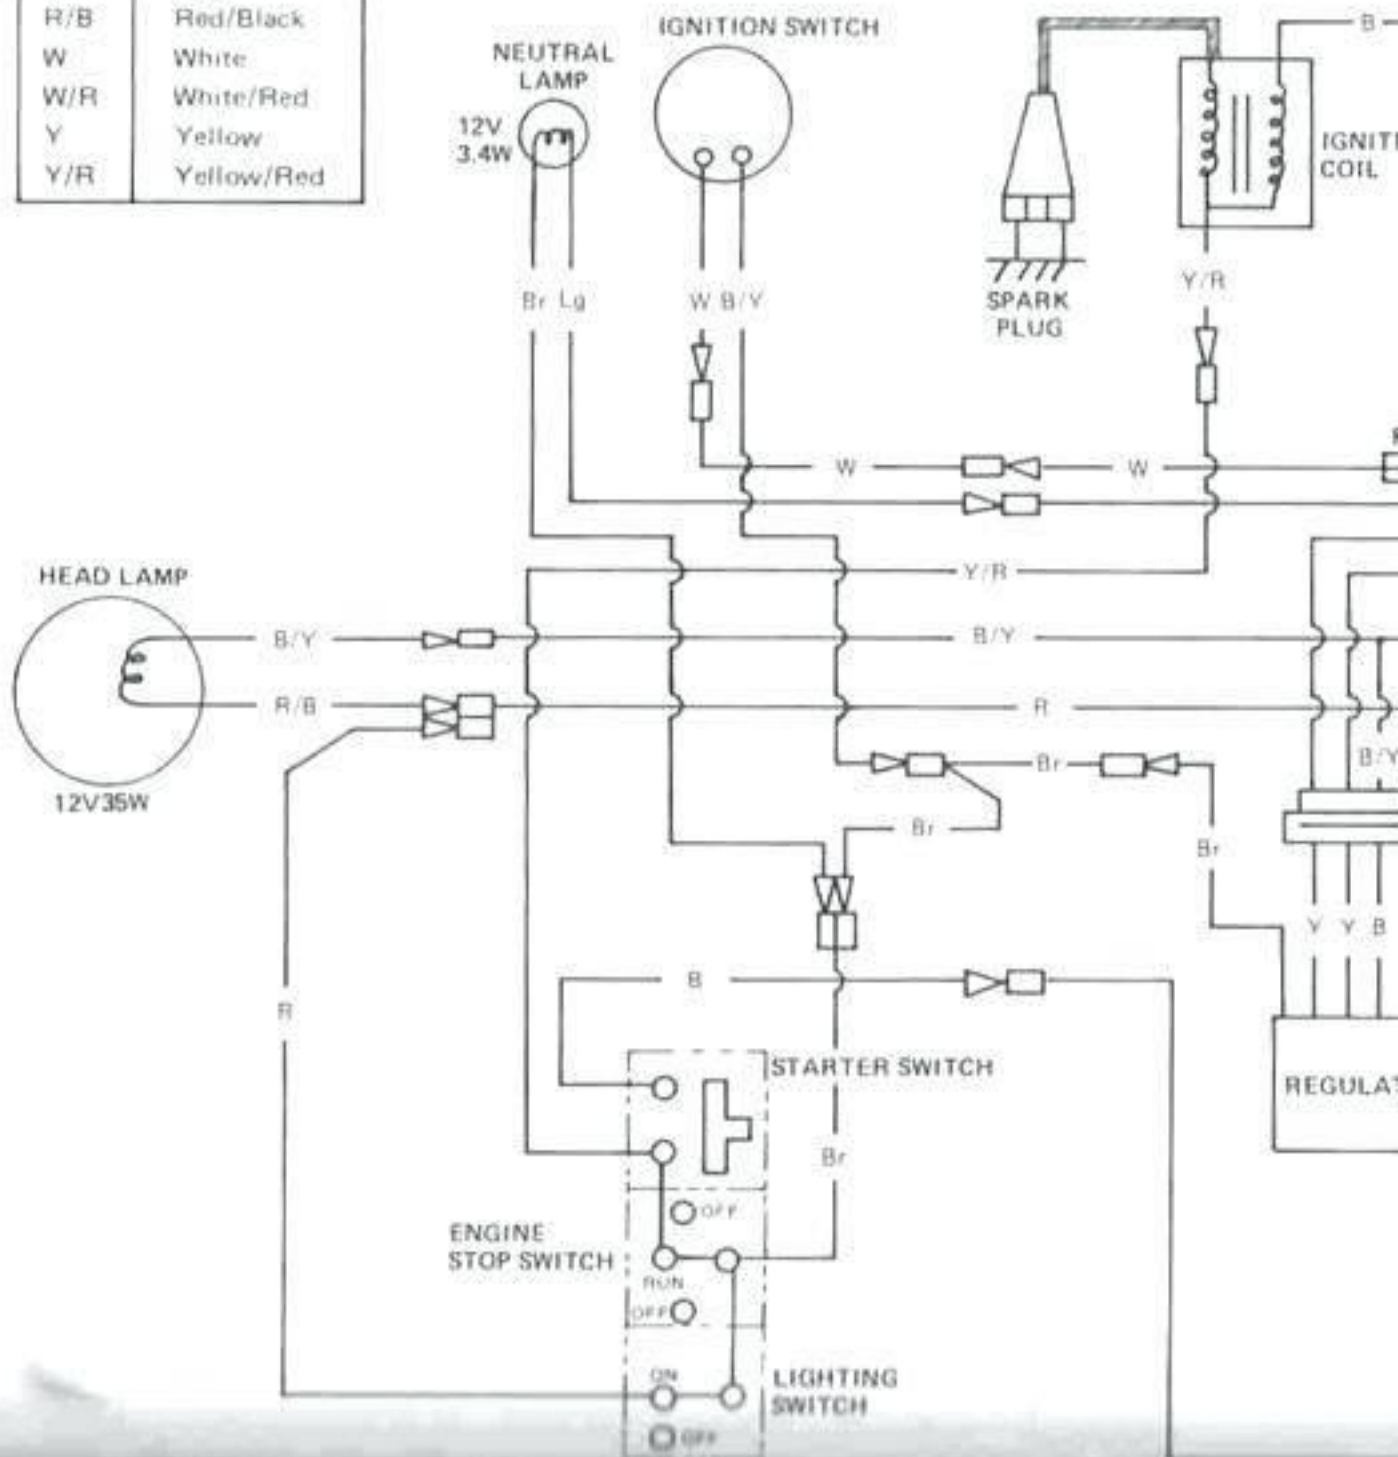 R/B Red/Black
W White
W/R White/Red
Y Yellow
Y/R Yellow/Red
NEUTRAL
LAMP
12V
3.4W
IGNITION SWITCH
B
IGNITI
COIL
SPARK
PLUG
Y/R
Br Lg
W B/Y
W
W
Y/R
HEAD LAMP
B/Y
B/Y
R/B
R
12V35W
Br
B/Y
Br
Br
Y Y B
B
R
STARTER SWITCH
REGULAT
Br
OFF
ENGINE
STOP SWITCH
RUN
OFF
ON
LIGHTING
SWITCH
OFF